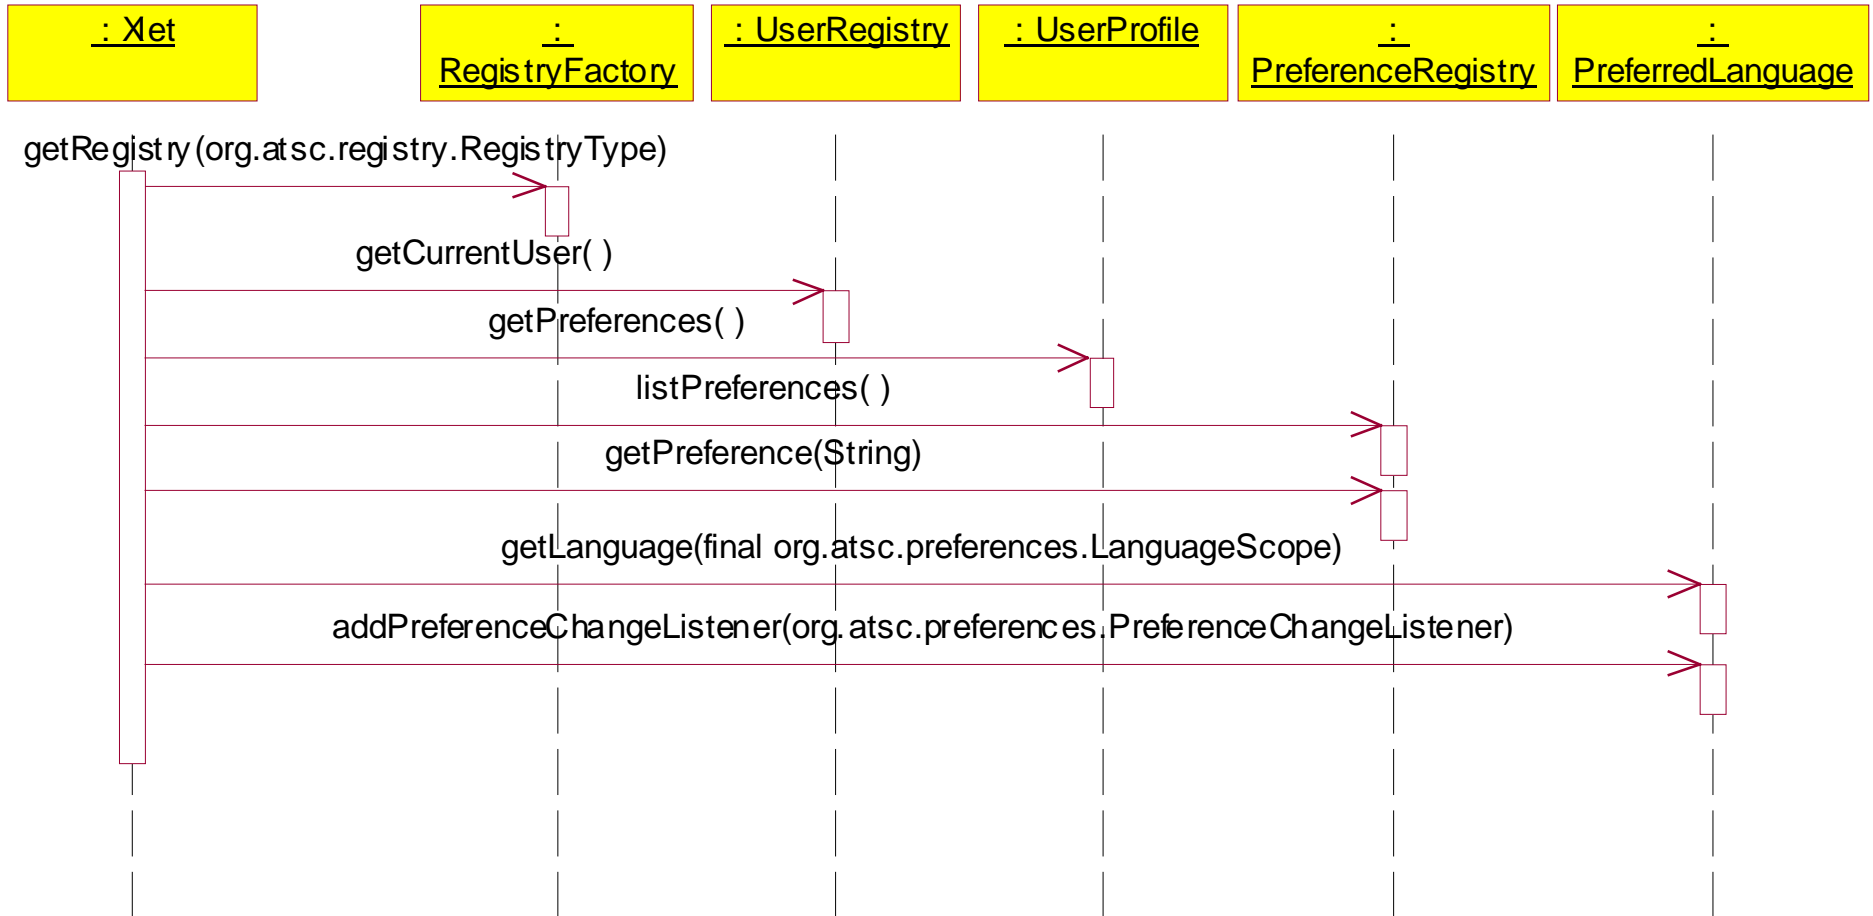 : Xlet
:
RegistryFactory
: UserRegistry
: UserProfile
:
PreferenceRegistry
:
PreferredLanguage
getRegistry(org.atsc.registry.RegistryType)
getCurrentUser( )
getPreferences( )
listPreferences( )
getPreference(String)
getLanguage(final org.atsc.preferences.LanguageScope)
addPreferenceChangeListener(org.atsc.preferences.PreferenceChangeListener)